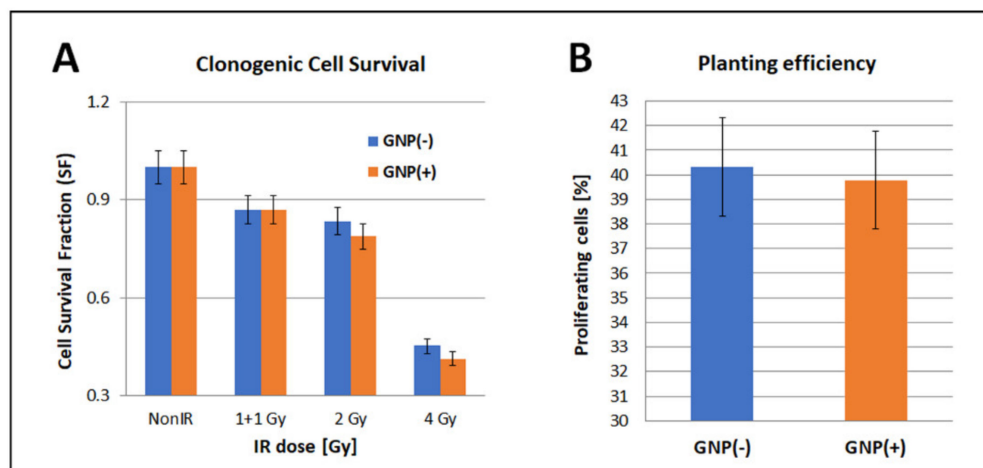 A
Clonogenic Cell Survival
Cell Survival Fraction (SF)
1.2
0.9
0.6
0.3
GNP(-)
GNP(+)
NonIR 1+1 Gy 2 Gy 4 Gy
IR dose [Gy]
B
Planting efficiency
Proliferating cells [%]
43
42
41
40
39
38
37
36
35
34
33
32
31
30
GNP(-) GNP(+)